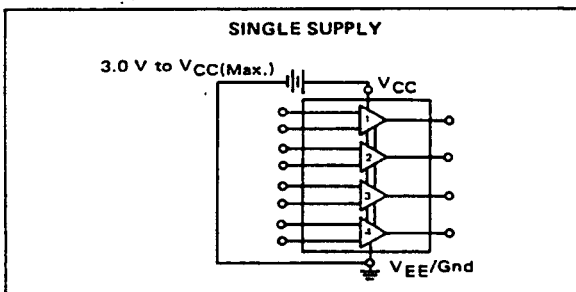 SINGLE SUPPLY
3.0 V to VCC(Max.)
VCC
1
2
3
4
VEE/Gnd